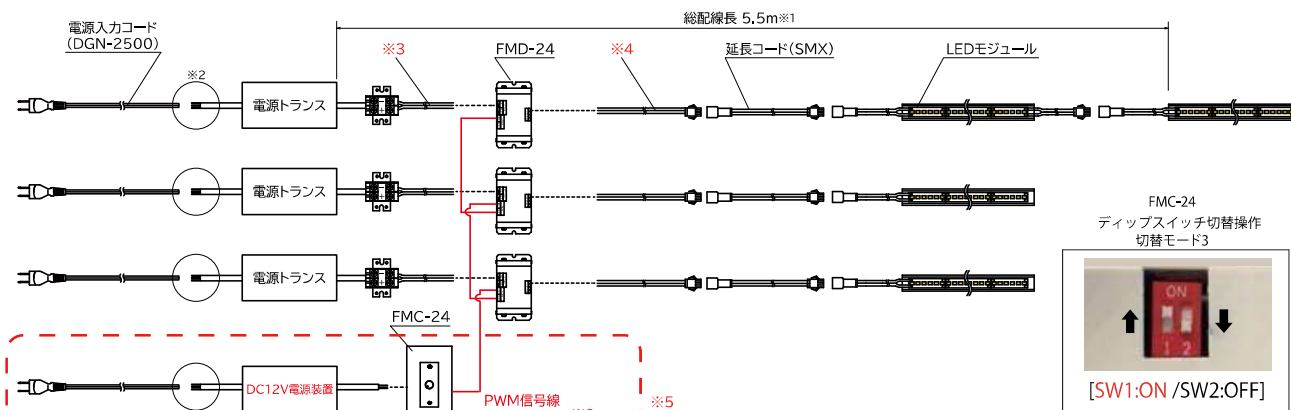 電源入力コード
(DGN-2500)
総配線長 5.5m※1
※2
※3
FMD-24
※4
延長コード(SMX)
LEDモジュール
電源トランス
電源トランス
電源トランス
FMC-24
ディップスイッチ切替操作
切替モード3
ON
1 2
[SW1:ON /SW2:OFF]
FMC-24
DC12V電源装置
PWM信号線
※5